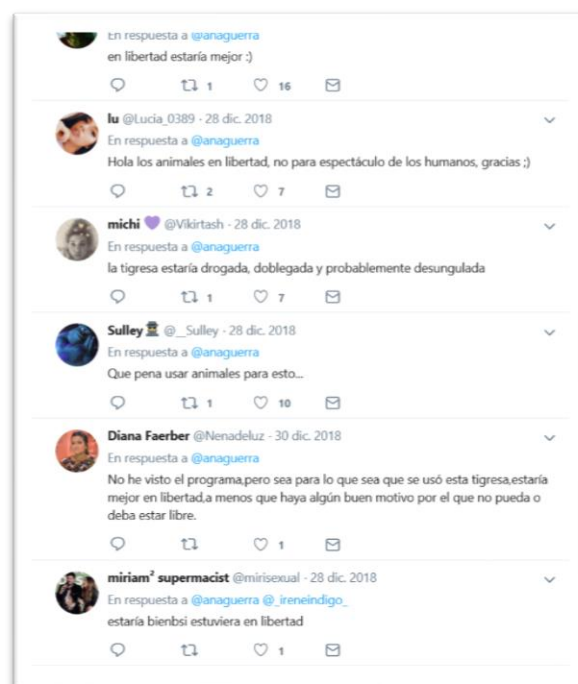 En respuesta a @anaguerra
en libertad estaría mejor :)
1 16
lu @Lucia_0389 · 28 dic. 2018
En respuesta a @anaguerra
Hola los animales en libertad, no para espectáculo de los humanos, gracias ;)
2 7
michi 💜 @Vikirtash · 28 dic. 2018
En respuesta a @anaguerra
la tigresa estaría drogada, doblegada y probablemente desungulada
1 7
Sulley @__Sulley · 28 dic. 2018
En respuesta a @anaguerra
Que pena usar animales para esto...
1 10
Diana Faerber @Nenadeluz · 30 dic. 2018
En respuesta a @anaguerra
No he visto el programa,pero sea para lo que sea que se usó esta tigresa,estaría
mejor en libertad,a menos que haya algún buen motivo por el que no pueda o
deba estar libre.
1
miriam² supermacist @mirisexual · 28 dic. 2018
En respuesta a @anaguerra @_ireneindigo_
estaría bienbsi estuviera en libertad
1